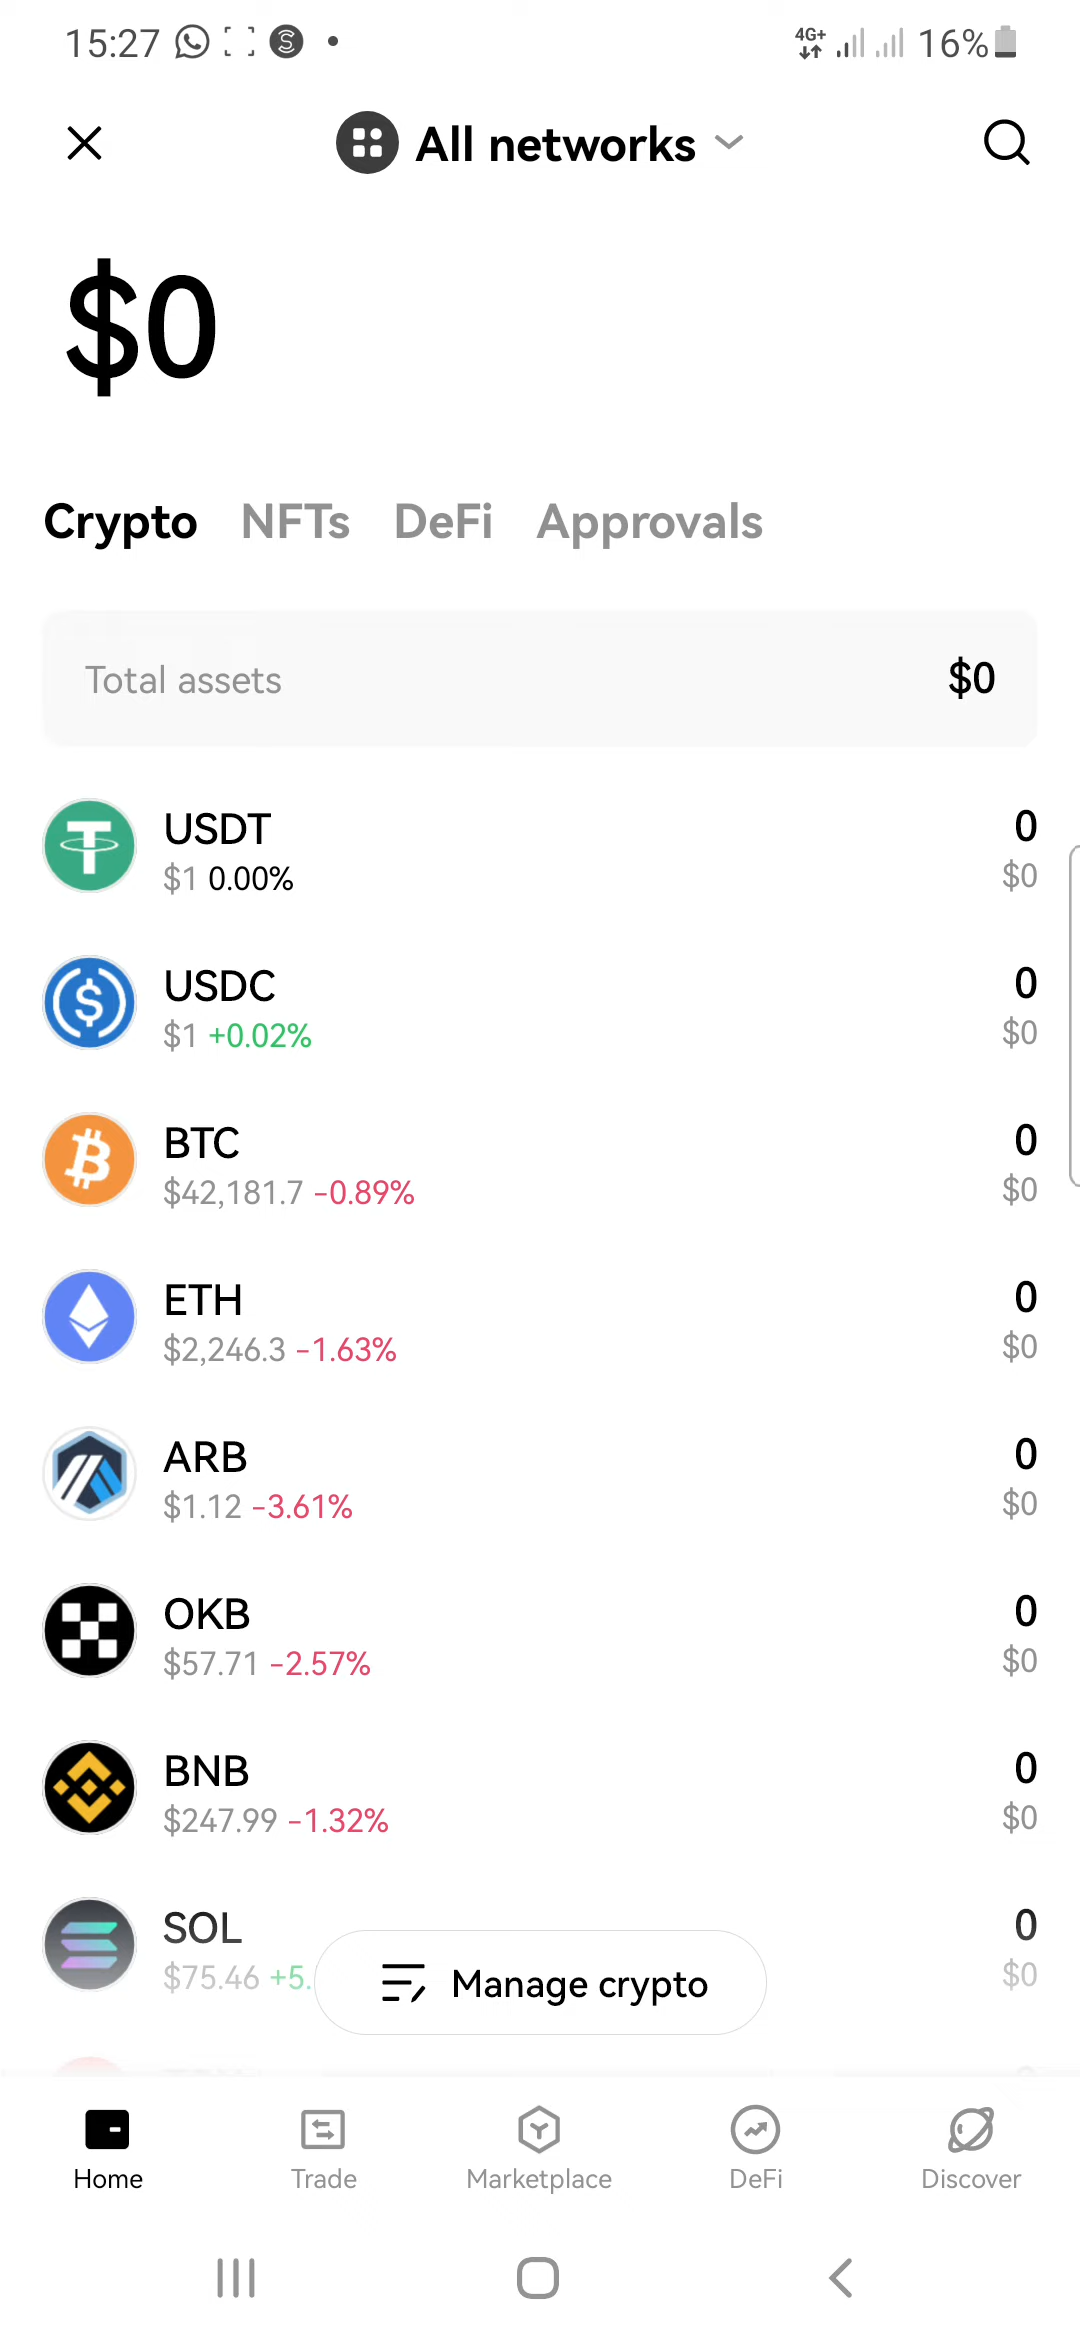 15:27
4G+ 16%
All networks
$0
Crypto NFTs DeFi Approvals
Total assets $0
USDT 0
$1 0.00% $0
USDC 0
$1 +0.02% $0
BTC 0
$42,181.7 -0.89% $0
ETH 0
$2,246.3 -1.63% $0
ARB 0
$1.12 -3.61% $0
OKB 0
$57.71 -2.57% $0
BNB 0
$247.99 -1.32% $0
SOL 0
$75.46 +5. $0
Manage crypto
Home Trade Marketplace DeFi Discover